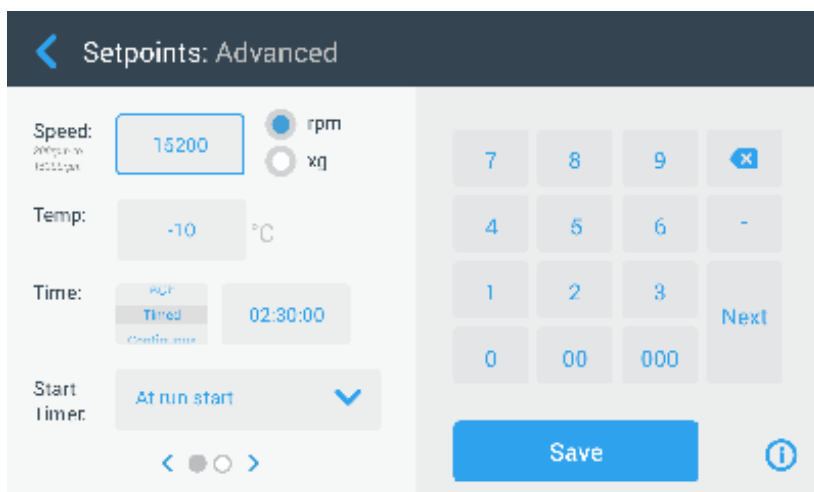 Setpoints: Advanced
Speed:
15200
rpm
xg
Temp:
-10
°C
Time:
Timed
Continuous
02:30:00
Start
Timer:
At run start
7 8 9
4 5 6 -
1 2 3
Next
0 00 000
Save